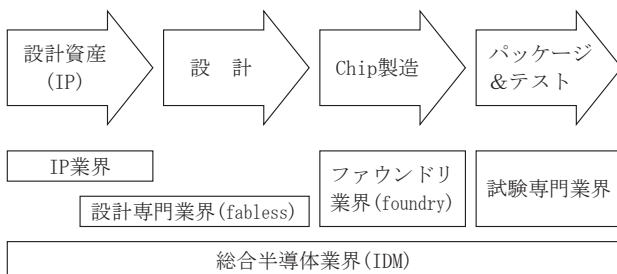 設計資産
(IP)
設 計
Chip製造
パッケージ
&テスト
IP業界
設計専門業界(fabless)
ファウンドリ
業界(foundry)
試験専門業界
総合半導体業界(IDM)